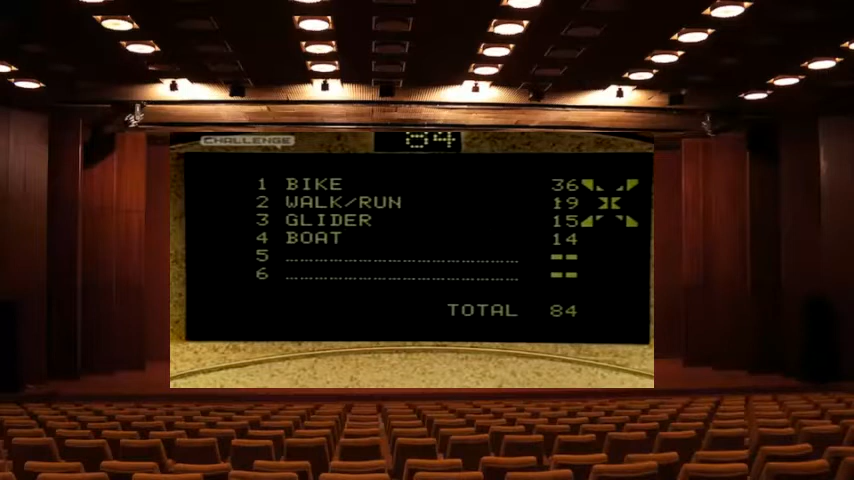 CHALLENGE
84
1 BIKE 36
2 WALK/RUN 19
3 GLIDER 15
4 BOAT 14
5 --
6 --
TOTAL 84